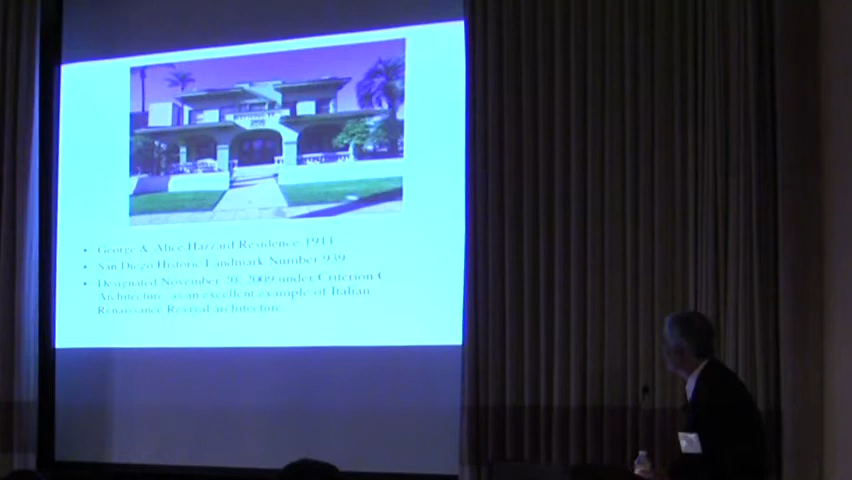 • George & Alice Hazzard Residence 1911
• San Diego Historic Landmark Number 939
• Designated November 20, 2009 under Criterion C
Architecture as an excellent example of Italian
Renaissance Revival architecture.